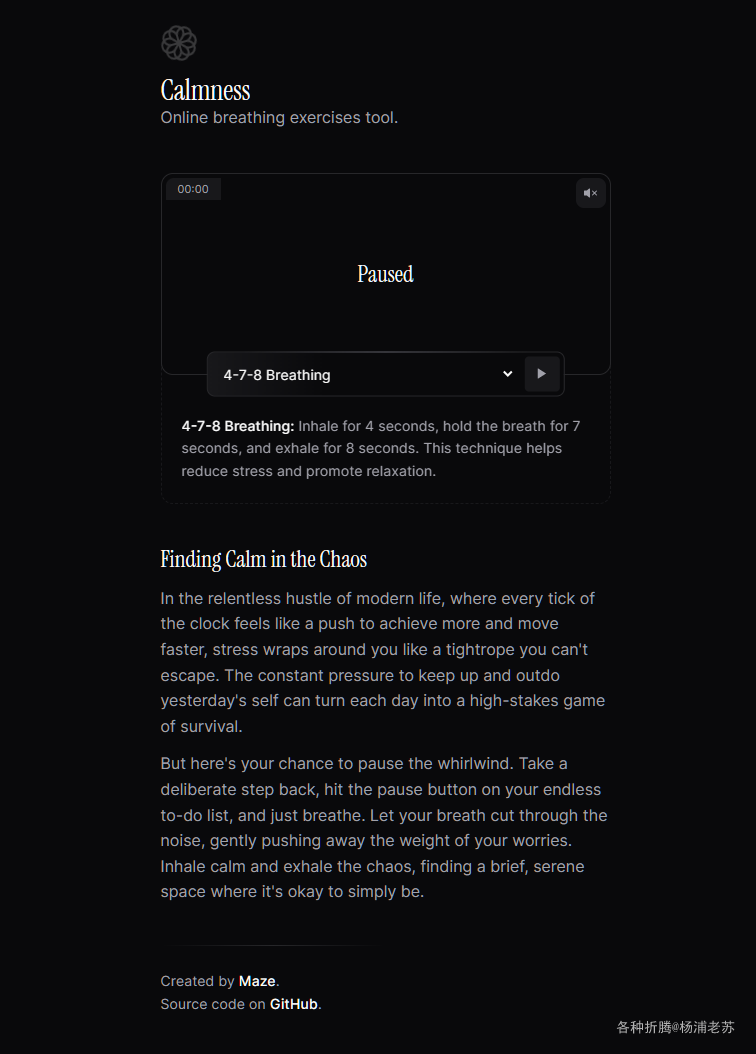 Calmness
Online breathing exercises tool.
00:00
Paused
4-7-8 Breathing
4-7-8 Breathing: Inhale for 4 seconds, hold the breath for 7
seconds, and exhale for 8 seconds. This technique helps
reduce stress and promote relaxation.
Finding Calm in the Chaos
In the relentless hustle of modern life, where every tick of
the clock feels like a push to achieve more and move
faster, stress wraps around you like a tightrope you can't
escape. The constant pressure to keep up and outdo
yesterday's self can turn each day into a high-stakes game
of survival.
But here's your chance to pause the whirlwind. Take a
deliberate step back, hit the pause button on your endless
to-do list, and just breathe. Let your breath cut through the
noise, gently pushing away the weight of your worries.
Inhale calm and exhale the chaos, finding a brief, serene
space where it's okay to simply be.
Created by Maze.
Source code on GitHub.
各种折腾@杨浦老苏